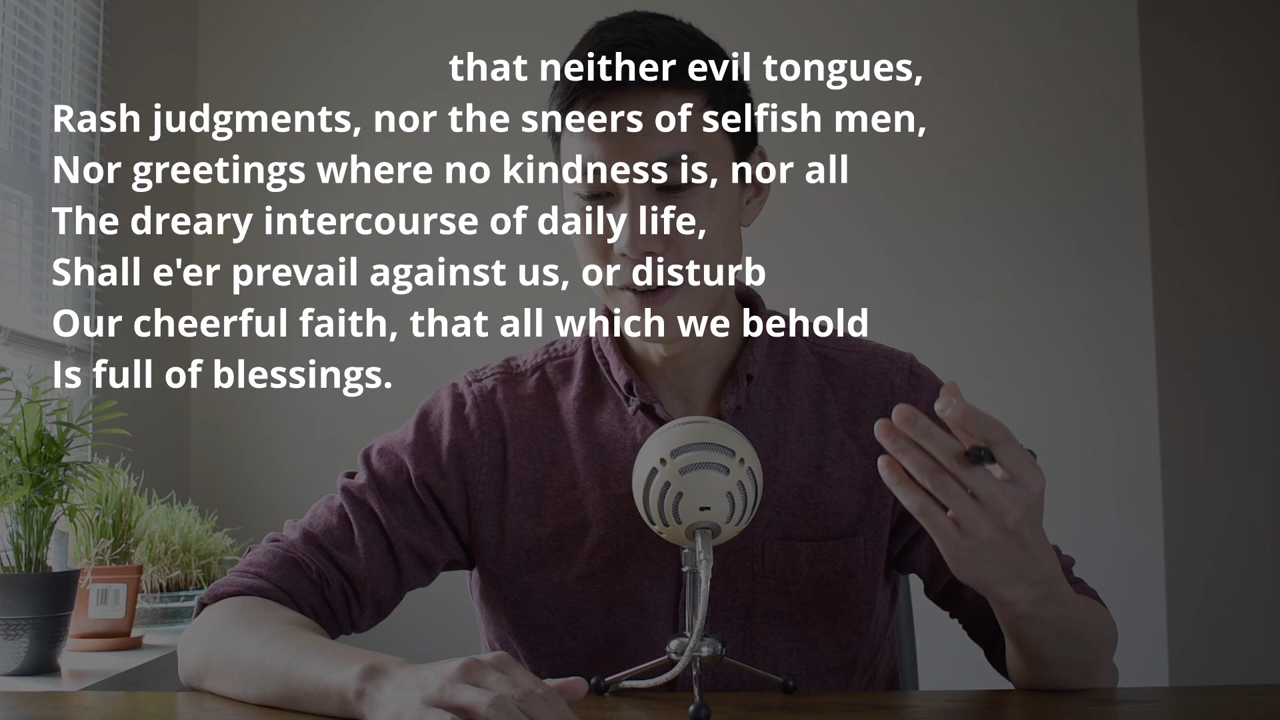 that neither evil tongues,
Rash judgments, nor the sneers of selfish men,
Nor greetings where no kindness is, nor all
The dreary intercourse of daily life,
Shall e'er prevail against us, or disturb
Our cheerful faith, that all which we behold
Is full of blessings.